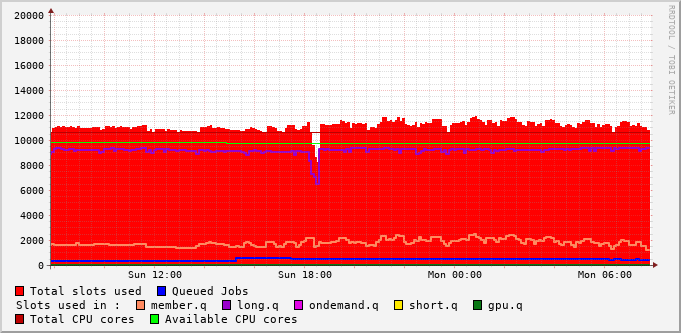 20000
18000
16000
14000
12000
10000
8000
6000
4000
2000
0
Sun 12:00 Sun 18:00 Mon 00:00 Mon 06:00
RRDTOOL / TOBI OETIKER
Total slots used Queued Jobs
Slots used in : member.q long.q ondemand.q short.q gpu.q
Total CPU cores Available CPU cores